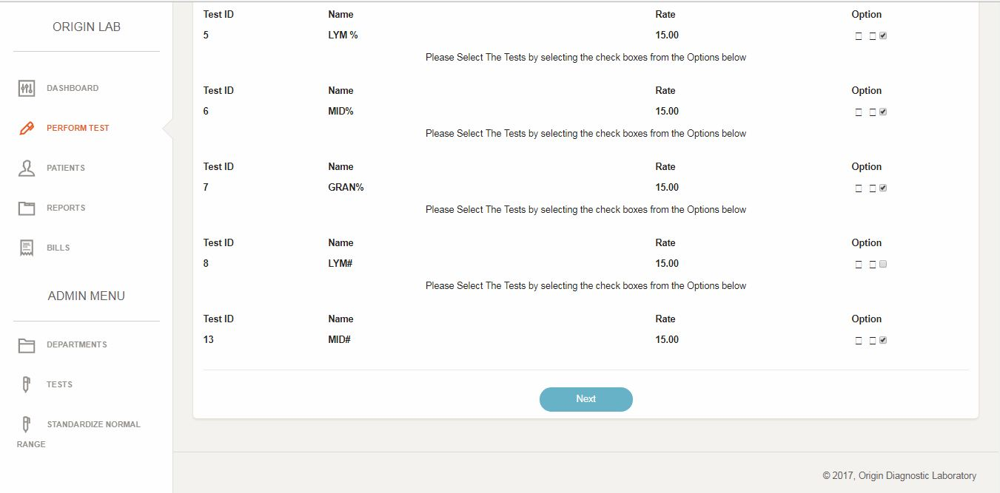 ORIGIN LAB
DASHBOARD
PERFORM TEST
PATIENTS
REPORTS
BILLS
ADMIN MENU
DEPARTMENTS
TESTS
STANDARDIZE NORMAL
RANGE
Test ID Name Rate Option
5 LYM % 15.00
Please Select The Tests by selecting the check boxes from the Options below
Test ID Name Rate Option
6 MID% 15.00
Please Select The Tests by selecting the check boxes from the Options below
Test ID Name Rate Option
7 GRAN% 15.00
Please Select The Tests by selecting the check boxes from the Options below
Test ID Name Rate Option
8 LYM# 15.00
Please Select The Tests by selecting the check boxes from the Options below
Test ID Name Rate Option
13 MID# 15.00
Next
© 2017, Origin Diagnostic Laboratory